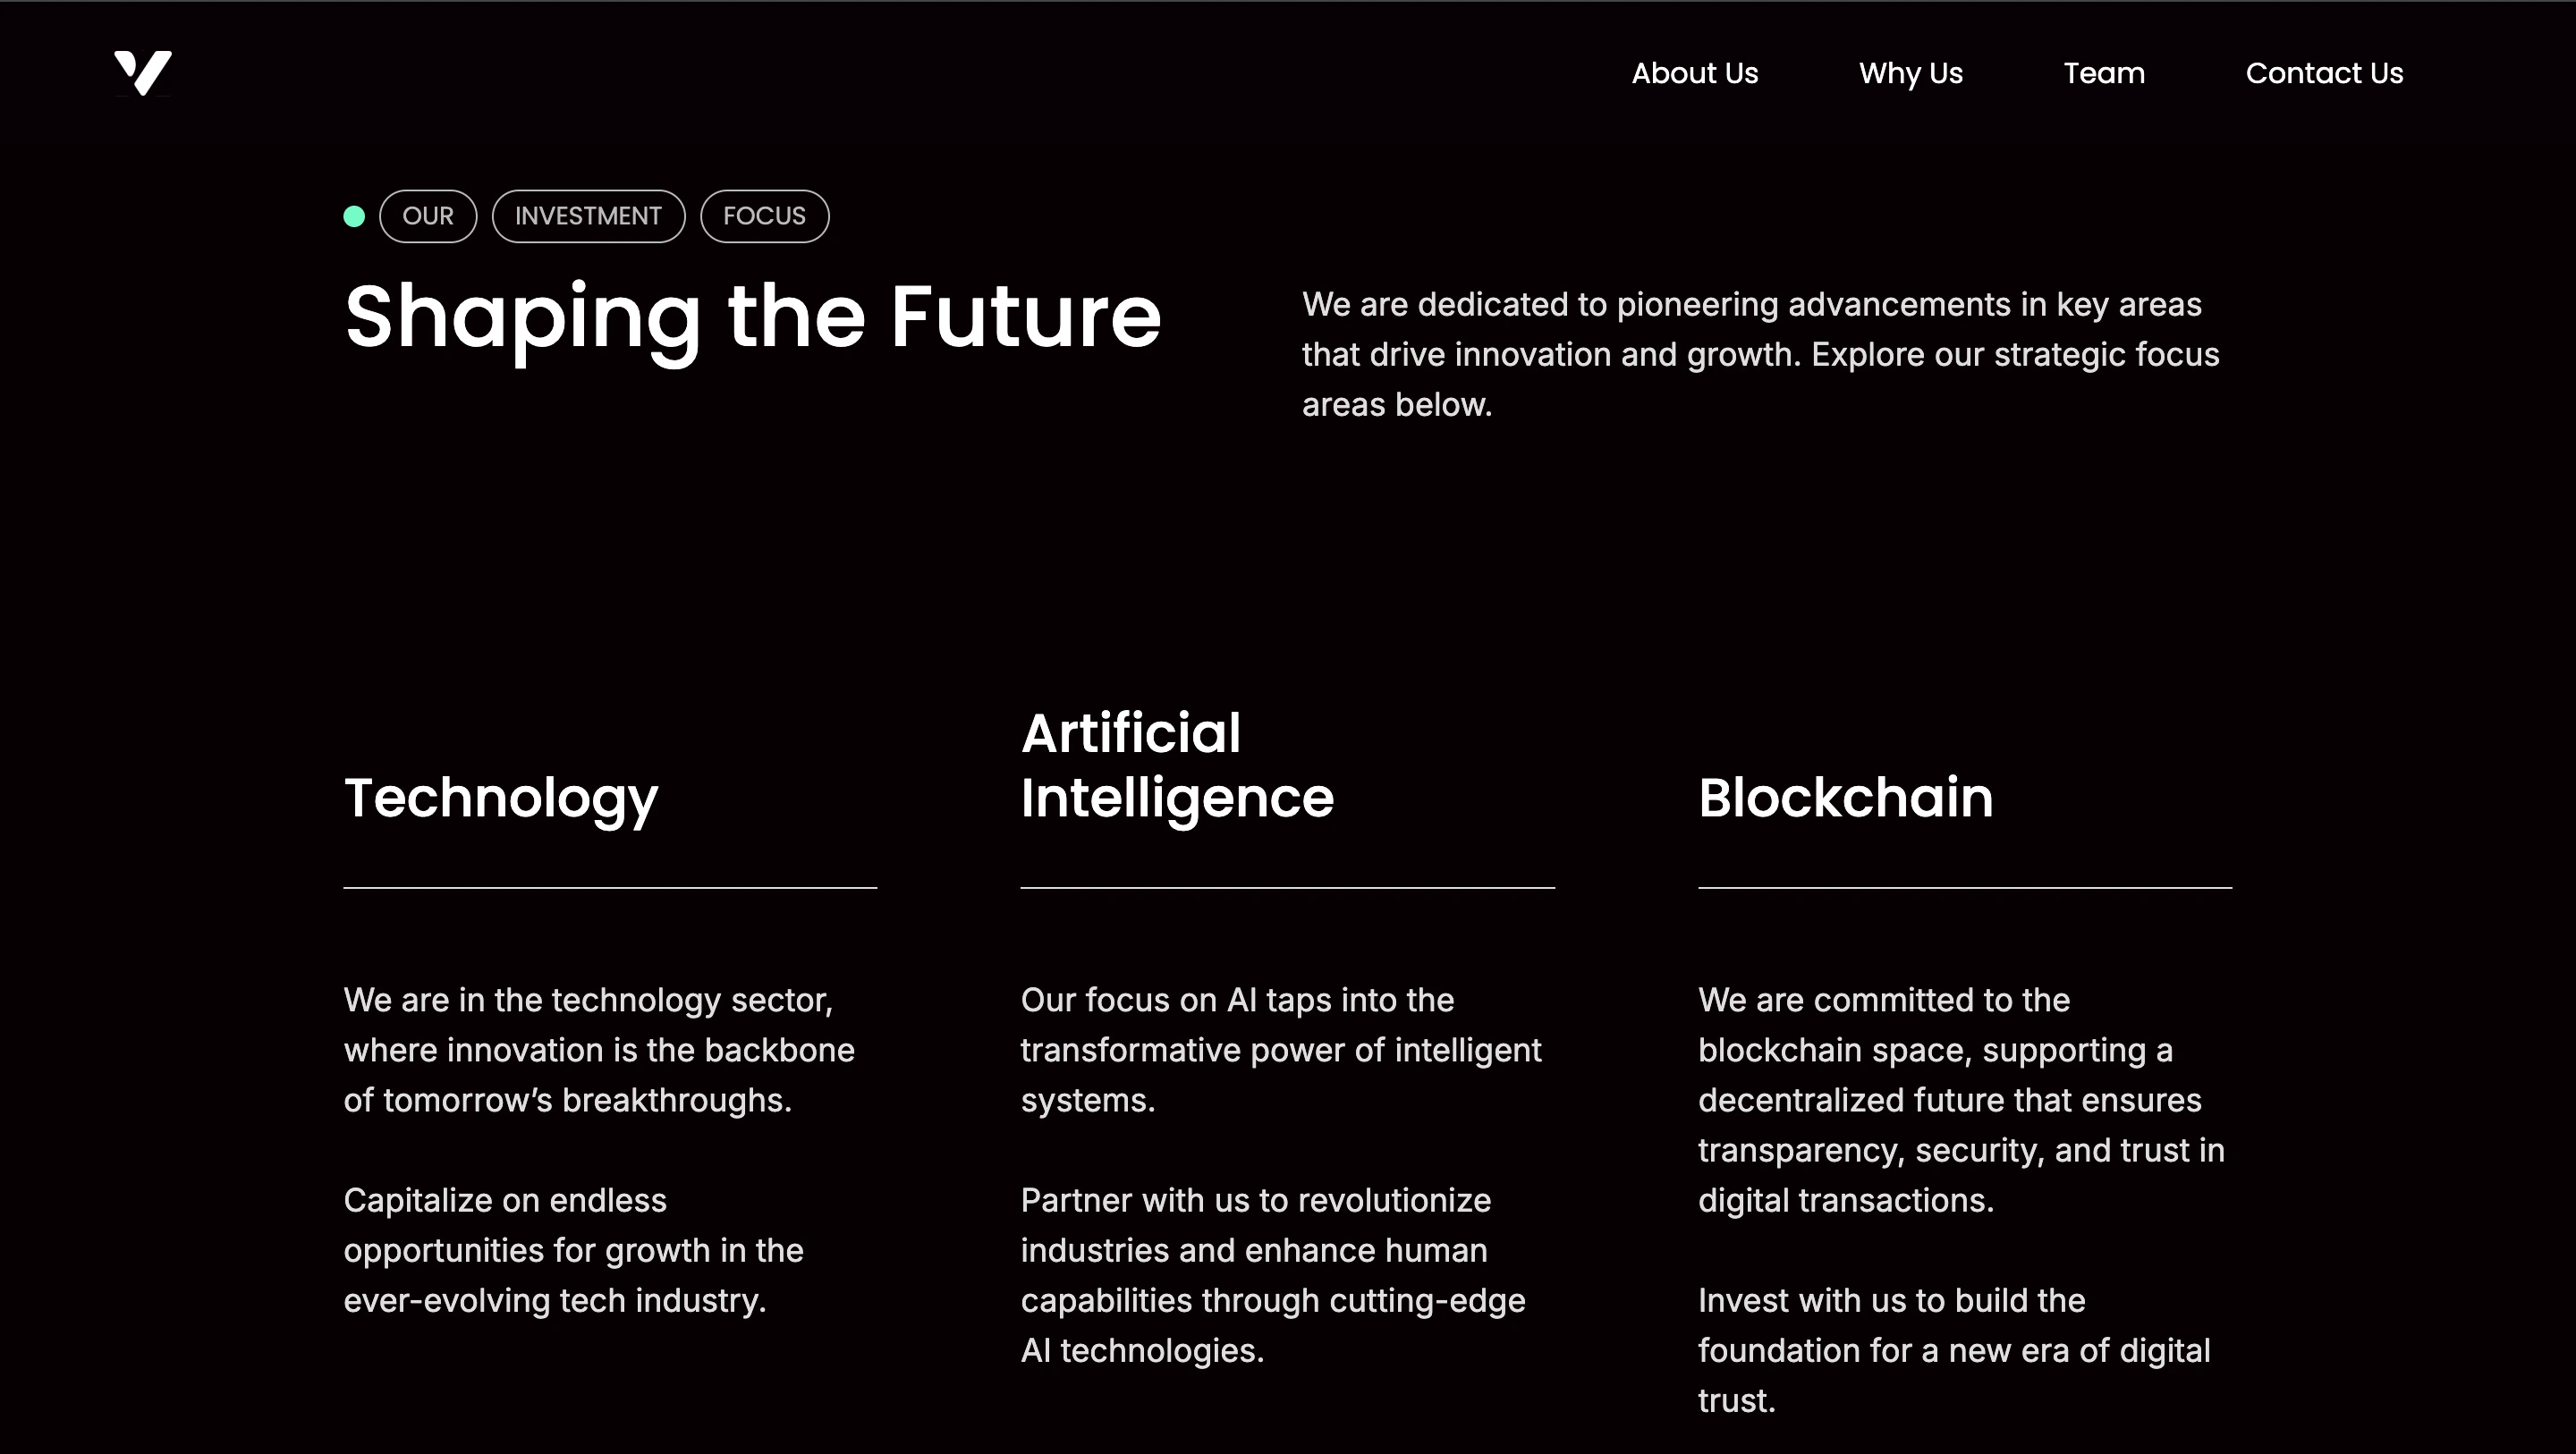 About Us Why Us Team Contact Us
OUR INVESTMENT FOCUS
Shaping the Future
We are dedicated to pioneering advancements in key areas
that drive innovation and growth. Explore our strategic focus
areas below.
Technology
We are in the technology sector,
where innovation is the backbone
of tomorrow’s breakthroughs.
Capitalize on endless
opportunities for growth in the
ever-evolving tech industry.
Artificial
Intelligence
Our focus on AI taps into the
transformative power of intelligent
systems.
Partner with us to revolutionize
industries and enhance human
capabilities through cutting-edge
AI technologies.
Blockchain
We are committed to the
blockchain space, supporting a
decentralized future that ensures
transparency, security, and trust in
digital transactions.
Invest with us to build the
foundation for a new era of digital
trust.